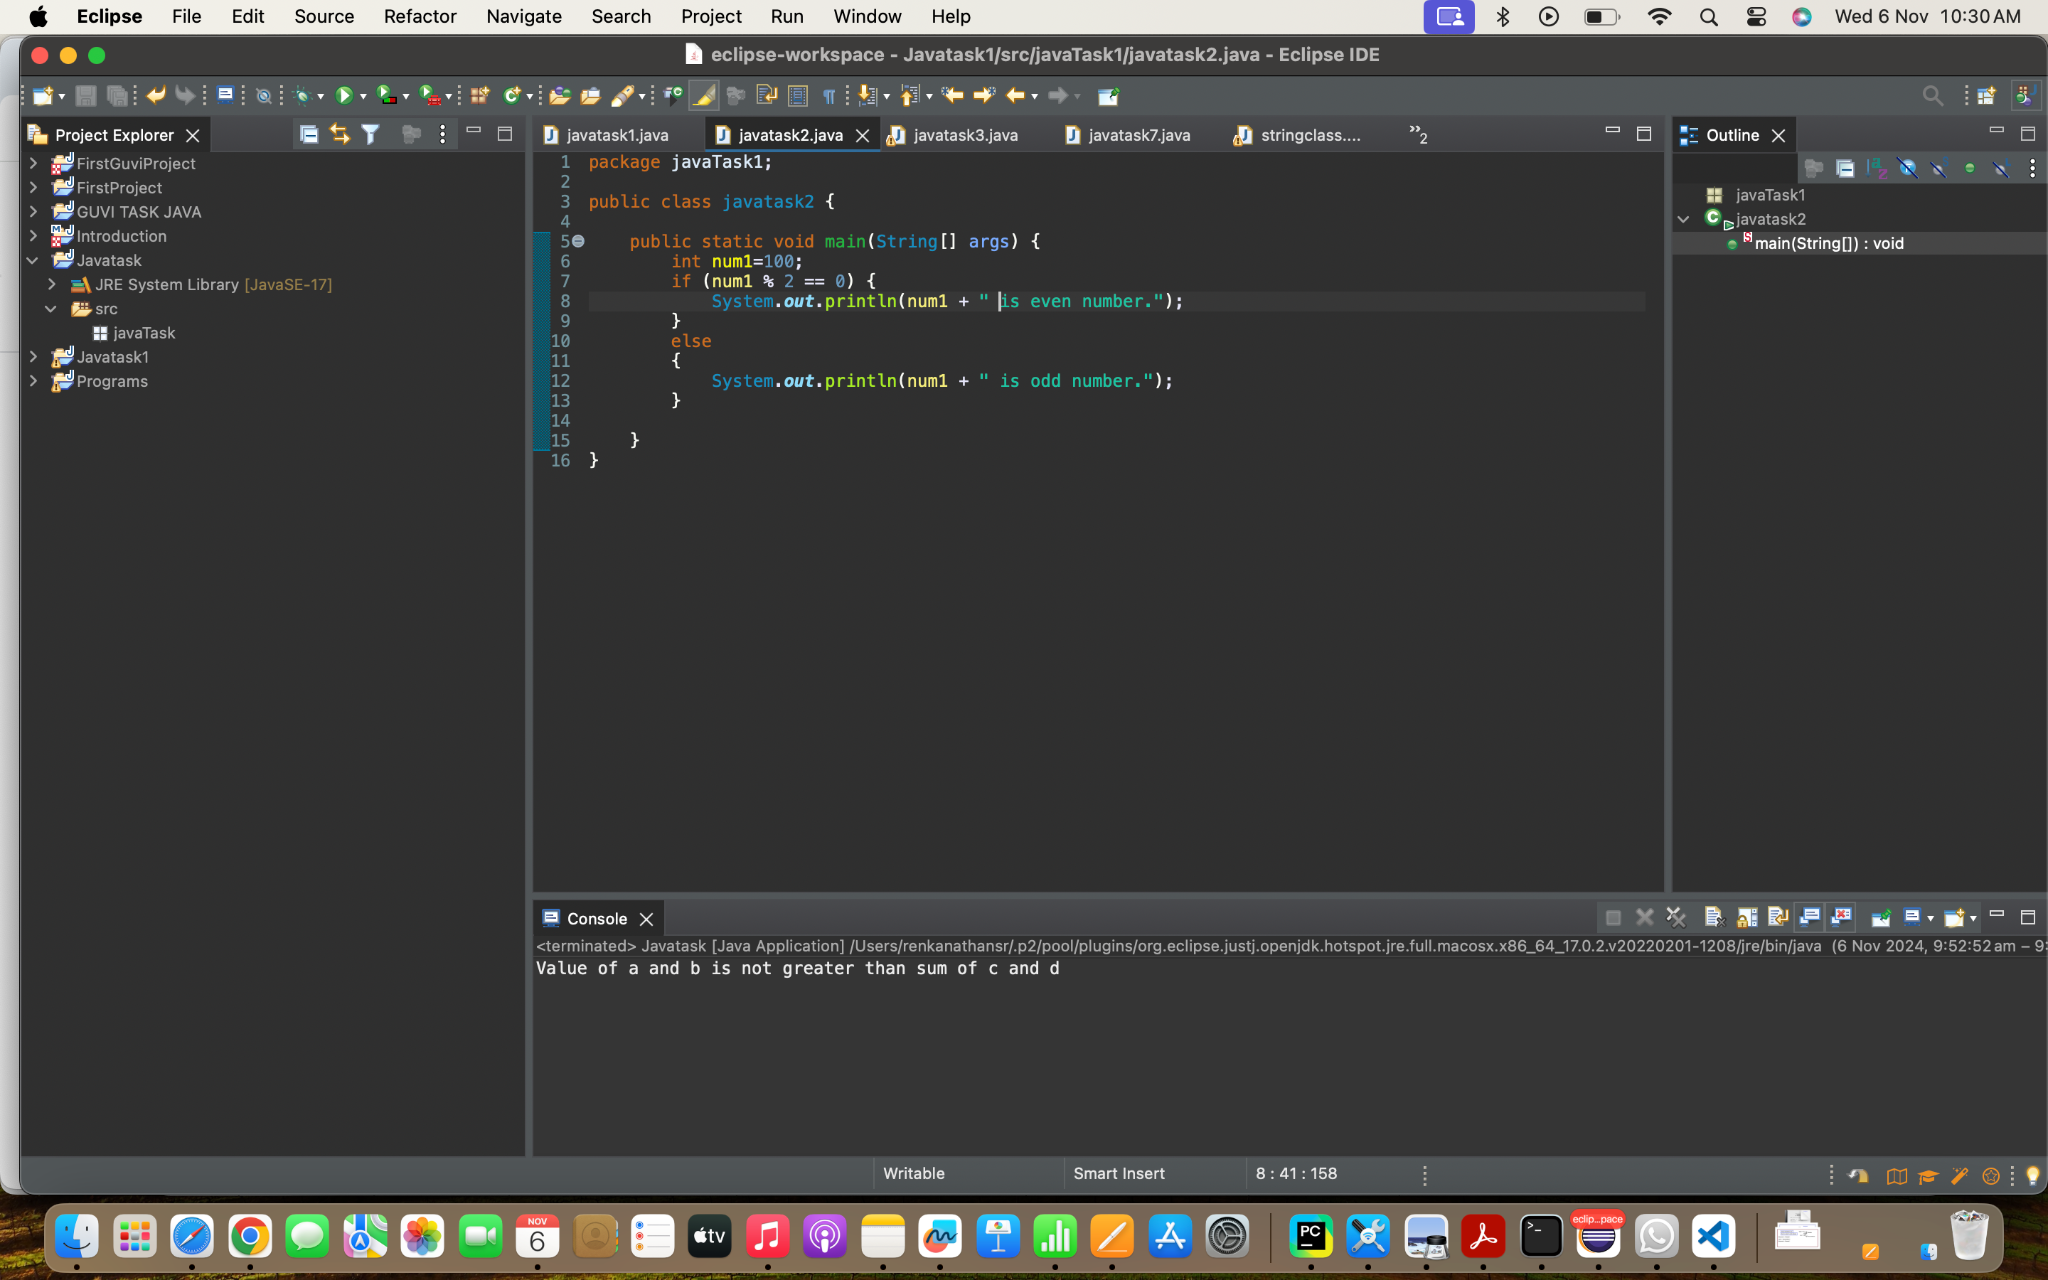 Eclipse File Edit Source Refactor Navigate Search Project Run Window Help Wed 6 Nov 10:30 AM
eclipse-workspace - Javatask1/src/javaTask1/javatask2.java - Eclipse IDE
Project Explorer
FirstGuviProject
FirstProject
GUVI TASK JAVA
Introduction
Javatask
JRE System Library [JavaSE-17]
src
javaTask
Javatask1
Programs
javatask1.java javatask2.java javatask3.java javatask7.java stringclass.... »2
1 package javaTask1;
2
3 public class javatask2 {
4
5 public static void main(String[] args) {
6 int num1=100;
7 if (num1 % 2 == 0) {
8 System.out.println(num1 + " is even number.");
9 }
10 else
11 {
12 System.out.println(num1 + " is odd number.");
13 }
14
15 }
16 }
Outline
javaTask1
javatask2
main(String[]) : void
Console
<terminated> Javatask [Java Application] /Users/renkanathansr/.p2/pool/plugins/org.eclipse.justj.openjdk.hotspot.jre.full.macosx.x86_64_17.0.2.v20220201-1208/jre/bin/java (6 Nov 2024, 9:52:52 am – 9:
Value of a and b is not greater than sum of c and d
Writable Smart Insert 8 : 41 : 158
NOV
6
tv
PC
eclip...pace